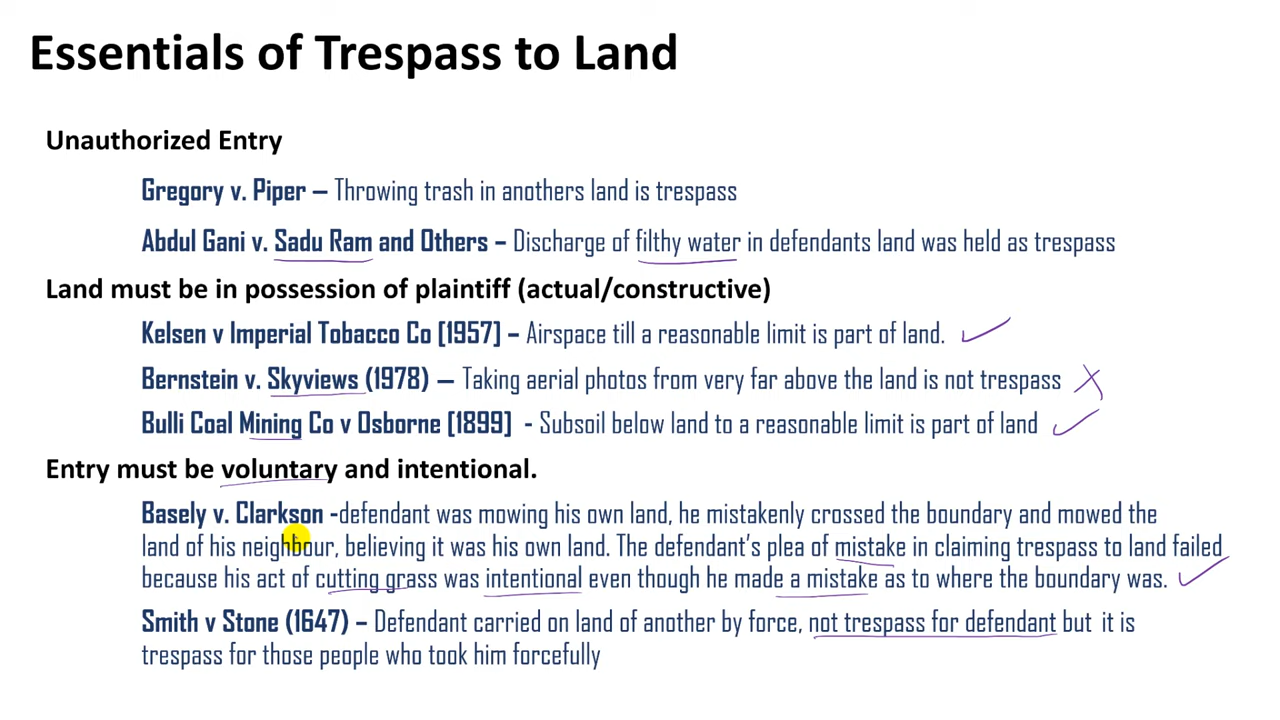 Essentials of Trespass to Land
Unauthorized Entry
Gregory v. Piper – Throwing trash in anothers land is trespass
Abdul Gani v. Sadu Ram and Others – Discharge of filthy water in defendants land was held as trespass
Land must be in possession of plaintiff (actual/constructive)
Kelsen v Imperial Tobacco Co [1957] – Airspace till a reasonable limit is part of land.
Bernstein v. Skyviews (1978) – Taking aerial photos from very far above the land is not trespass
Bulli Coal Mining Co v Osborne [1899] - Subsoil below land to a reasonable limit is part of land
Entry must be voluntary and intentional.
Basely v. Clarkson -defendant was mowing his own land, he mistakenly crossed the boundary and mowed the
land of his neighbour, believing it was his own land. The defendant's plea of mistake in claiming trespass to land failed
because his act of cutting grass was intentional even though he made a mistake as to where the boundary was.
Smith v Stone (1647) – Defendant carried on land of another by force, not trespass for defendant but it is
trespass for those people who took him forcefully